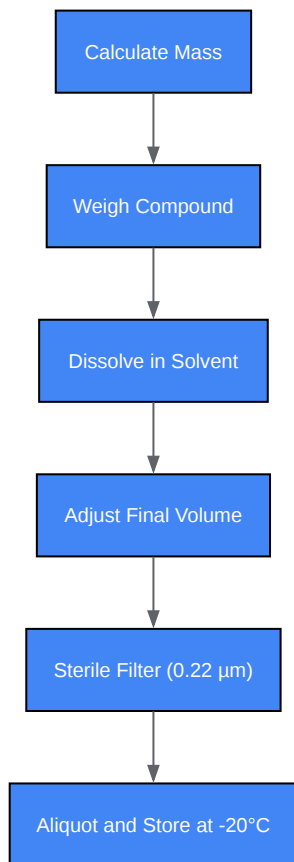 Calculate Mass
Weigh Compound
Dissolve in Solvent
Adjust Final Volume
Sterile Filter (0.22 µm)
Aliquot and Store at -20°C